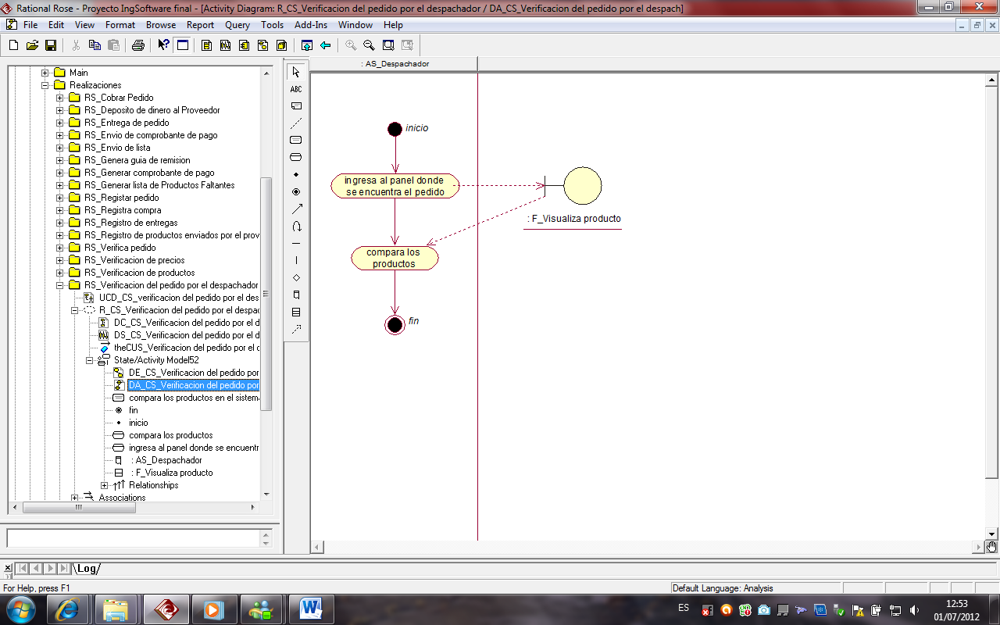 Rational Rose - Proyecto IngSoftware final - [Activity Diagram: R_CS_Verificacion del pedido por el despachador / DA_CS_Verificacion del pedido por el despach]
File Edit View Format Browse Report Query Tools Add-Ins Window Help
: AS_Despachador
Main
Realizaciones
RS_Cobrar Pedido
RS_Deposito de dinero al Proveedor
RS_Entrega de pedido
RS_Envio de comprobante de pago
RS_Envio de lista
RS_Genera guia de remision
RS_Generar comprobante de pago
RS_Generar lista de Productos Faltantes
RS_Registar pedido
RS_Registra compra
RS_Registro de entregas
RS_Registro de productos enviados por el prov
RS_Verifica pedido
RS_Verificacion de precios
RS_Verificacion de productos
RS_Verificacion del pedido por el despachador
UCD_CS_verificacion del pedido por el des
R_CS_Verificacion del pedido por el despac
DC_CS_Verificacion del pedido por el d
DS_CS_Verificacion del pedido por el d
theCUS_Verificacion del pedido por el d
State/Activity Model52
DE_CS_Verificacion del pedido por
DA_CS_Verificacion del pedido por
compara los productos en el sistema
fin
inicio
compara los productos
ingresa al panel donde se encuentr
: AS_Despachador
: F_Visualiza producto
Relationships
Associations
ABC
inicio
ingresa al panel donde
se encuentra el pedido
: F_Visualiza producto
compara los
productos
fin
Log
For Help, press F1
Default Language: Analysis
ES
12:53
01/07/2012